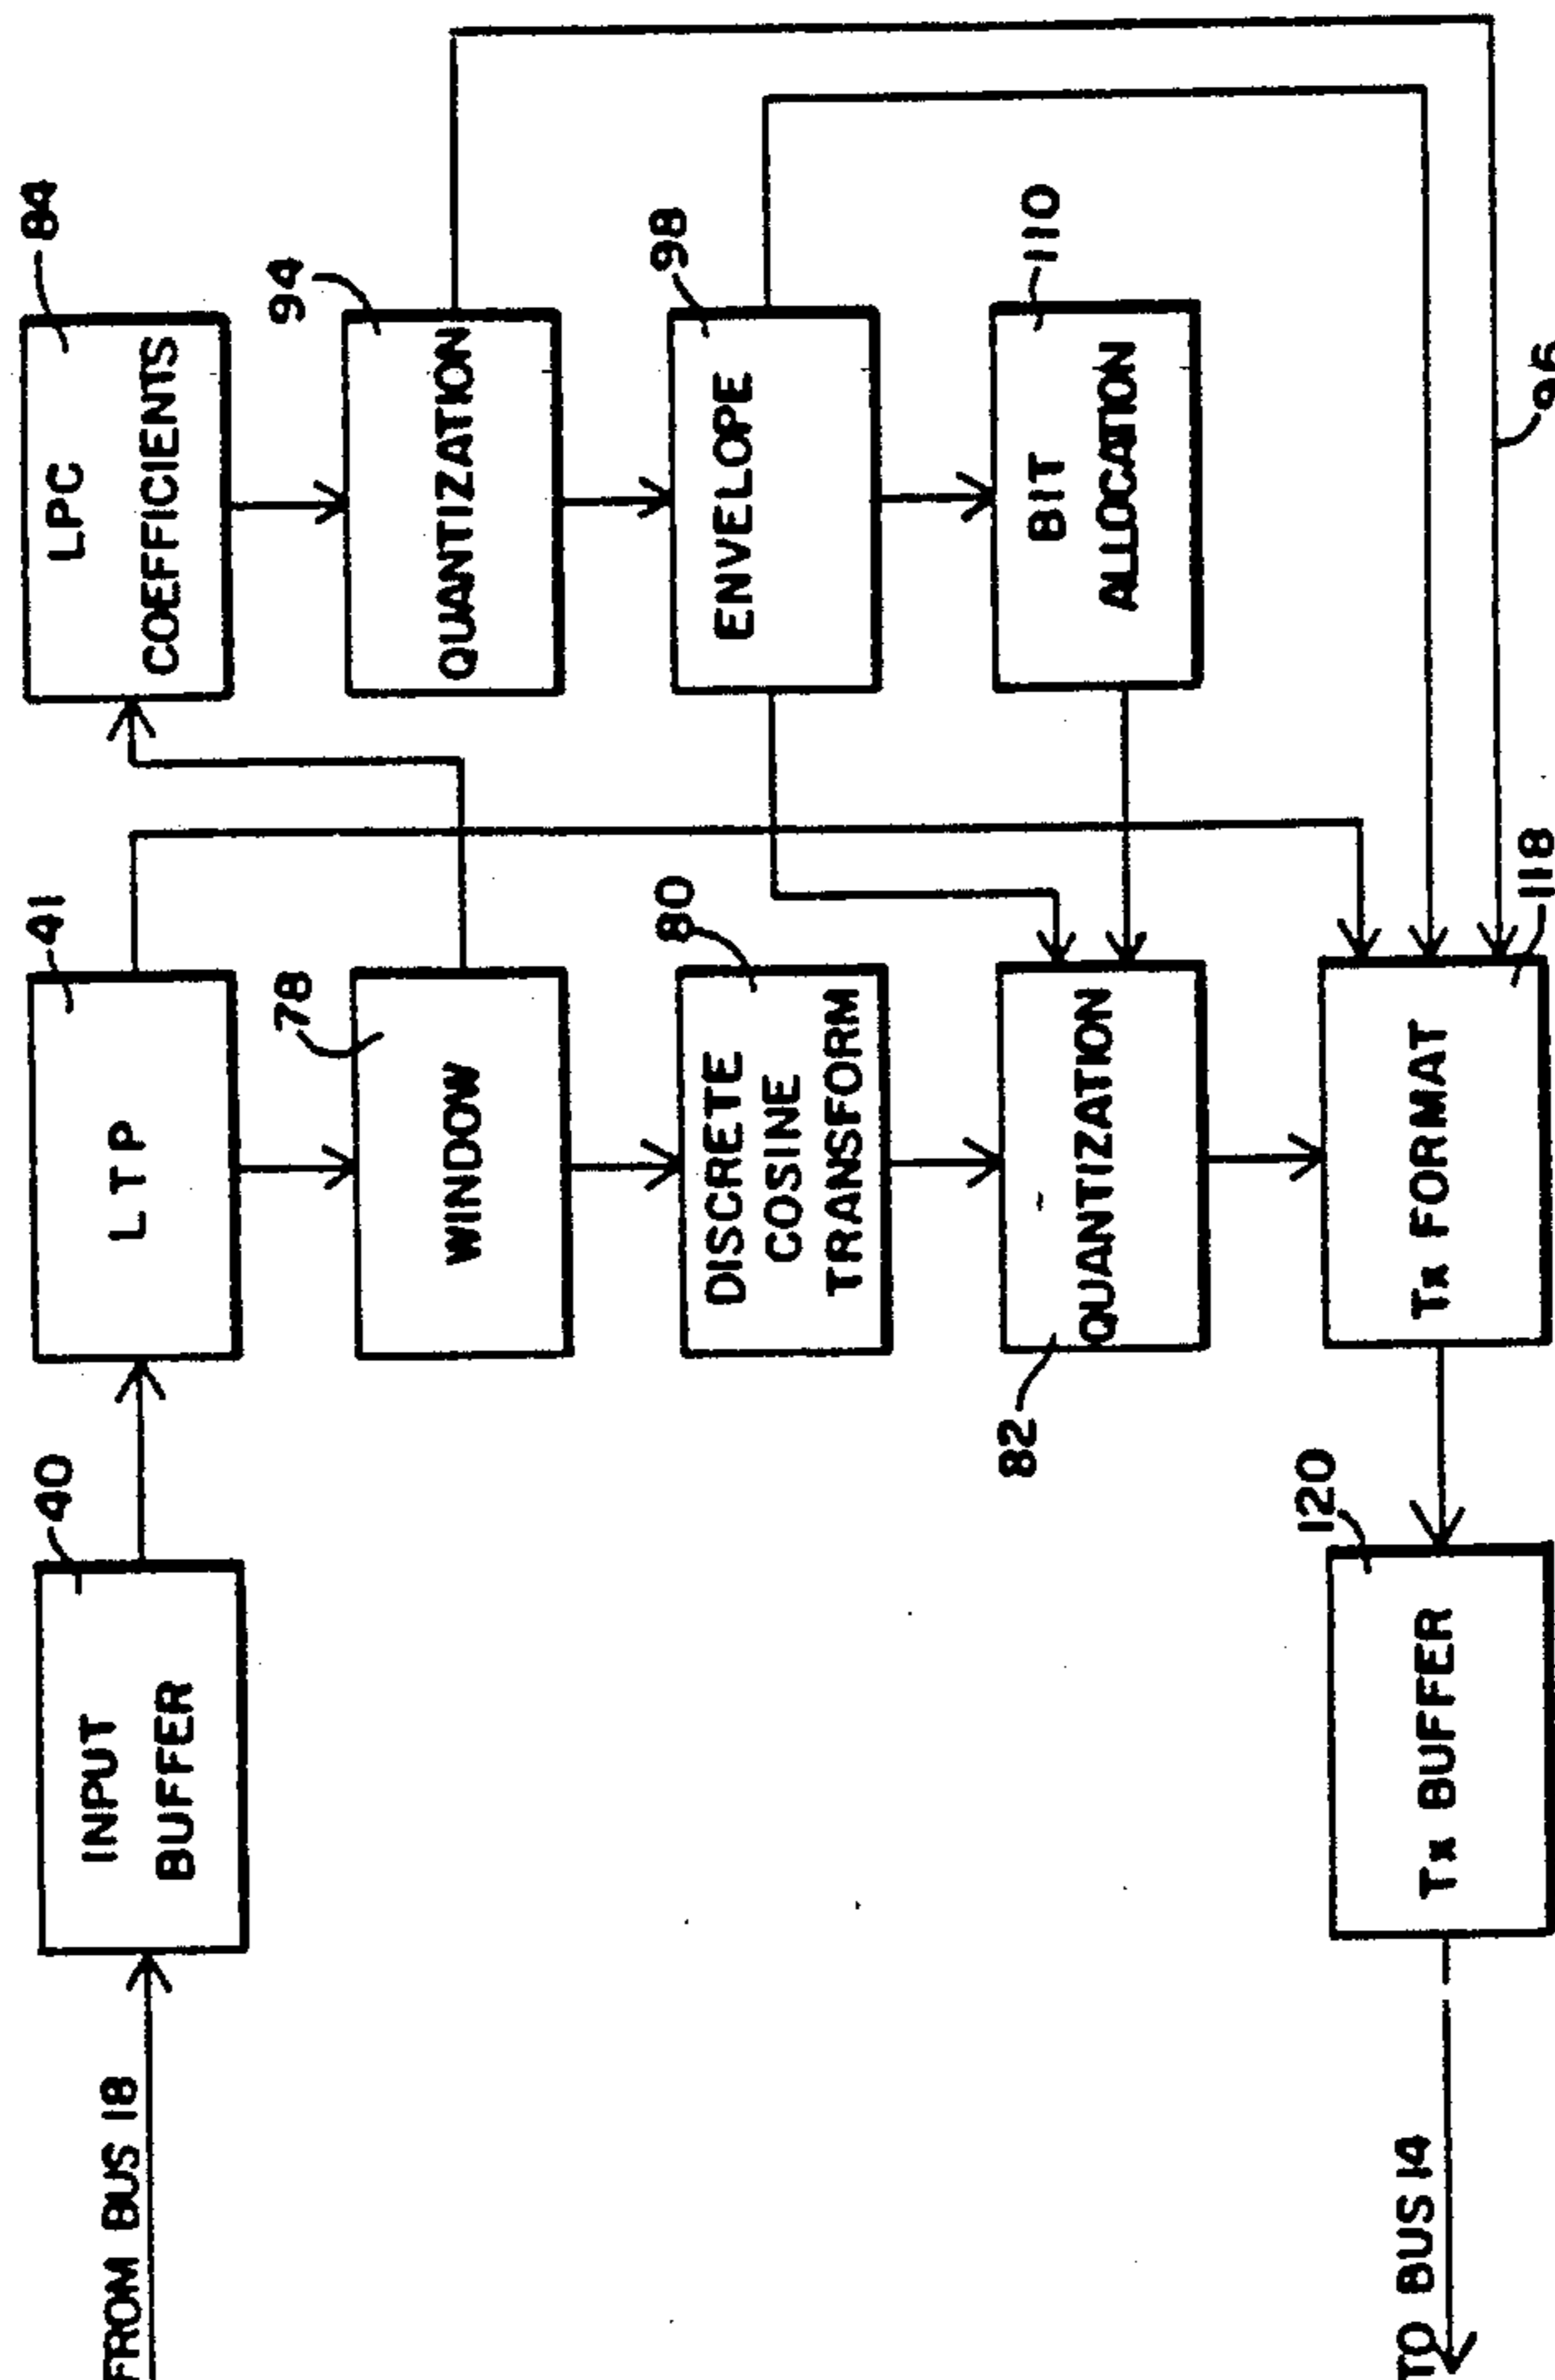 40
41
84
FROM BUS 18
INPUT
BUFFER
LTP
LPC
COEFFICIENTS
78
94
WINDOW
QUANTIZATION
80
98
DISCRETE
COSINE
TRANSFORM
ENVELOPE
82
110
QUANTIZATION
BIT
ALLOCATION
120
TO BUS 14
Tx BUFFER
Tx FORMAT
118
96